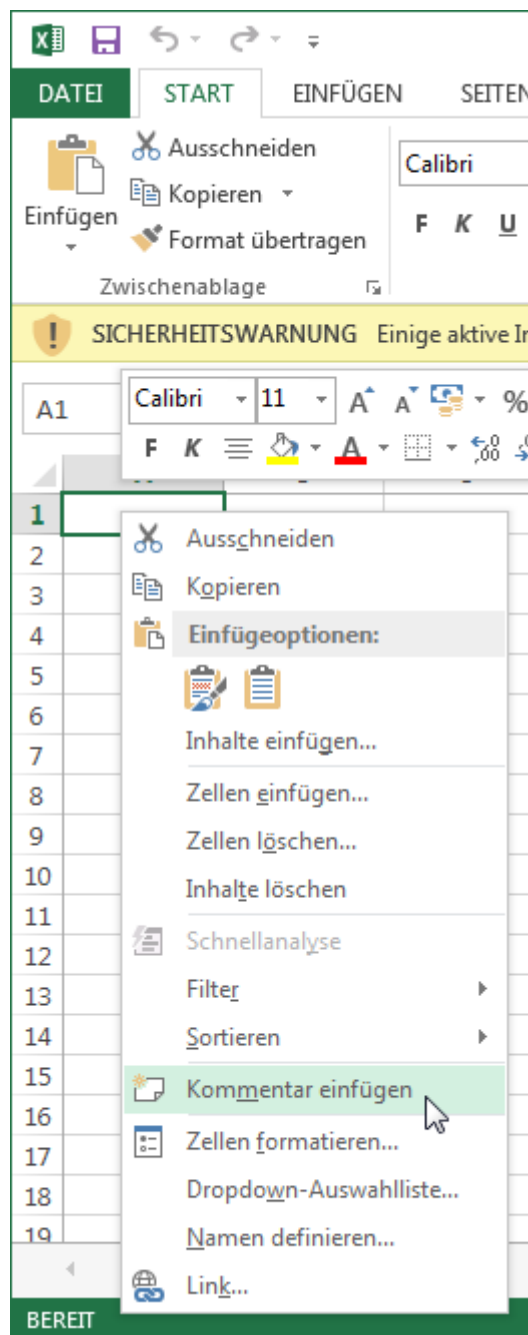 DATEI START EINFÜGEN SEITEN
Ausschneiden
Kopieren
Format übertragen
Einfügen
Zwischenablage
Calibri
F K U
SICHERHEITSWARNUNG Einige aktive In
A1
Calibri 11 A A %
F K A
1
2
3
4
5
6
7
8
9
10
11
12
13
14
15
16
17
18
19
Ausschneiden
Kopieren
Einfügeoptionen:
Inhalte einfügen...
Zellen einfügen...
Zellen löschen...
Inhalte löschen
Schnellanalyse
Filter
Sortieren
Kommentar einfügen
Zellen formatieren...
Dropdown-Auswahlliste...
Namen definieren...
Link...
BEREIT